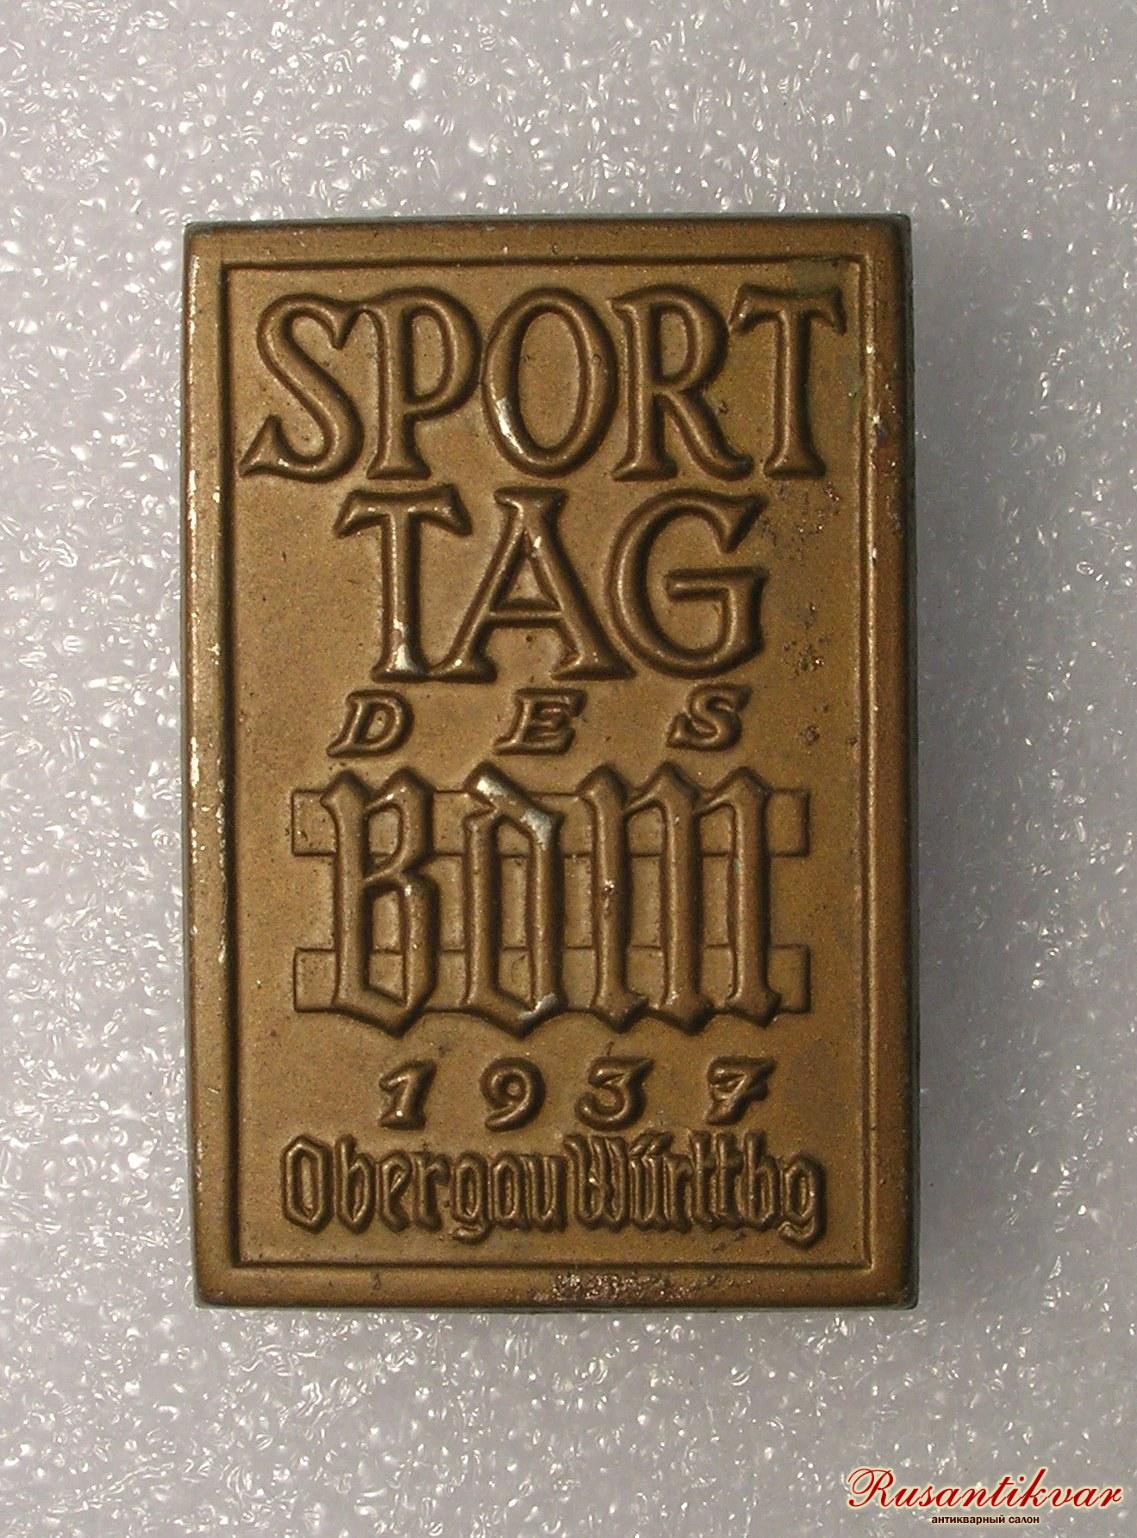 SPORT
TAG
DES
BDM
1937
Obergau Württbg
Rusantikvar
антикварный салон